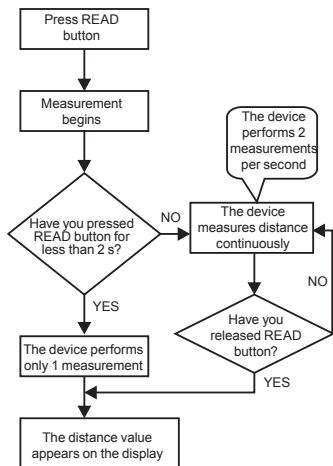 Press READ
button
Measurement
begins
The device
performs 2
measurements
per second
Have you pressed
READ button for
less than 2 s?
NO
The device
measures distance
continuously
NO
YES
Have you
released READ
button?
The device performs
only 1 measurement
YES
The distance value
appears on the display